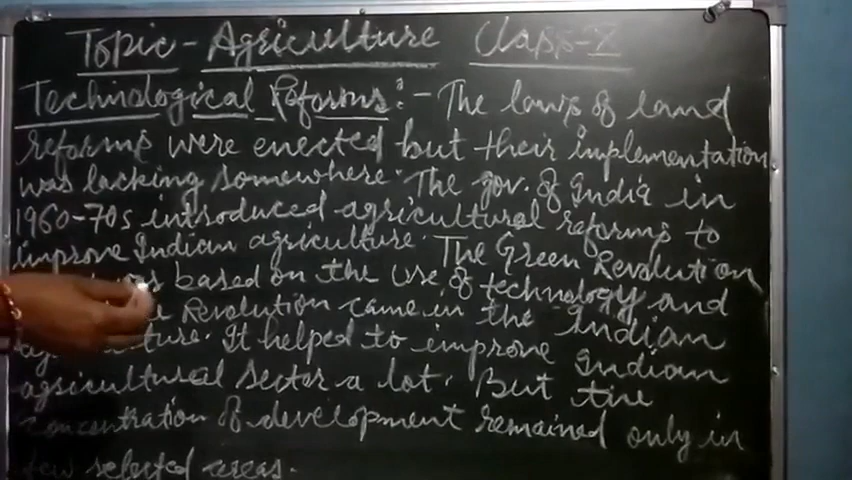 Topic - Agriculture Class - X
Technological Reforms :- The laws of land
reforms were enected but their implementation
was lacking somewhere. The gov. of India in
1960-70s introduced agricultural reforms to
improve Indian agriculture. The Green Revolution
based on the use of technology and
Revolution came in the Indian
It helped to improve Indian
agricultural sector a lot. But the
concentration of development remained only in
few selected areas.